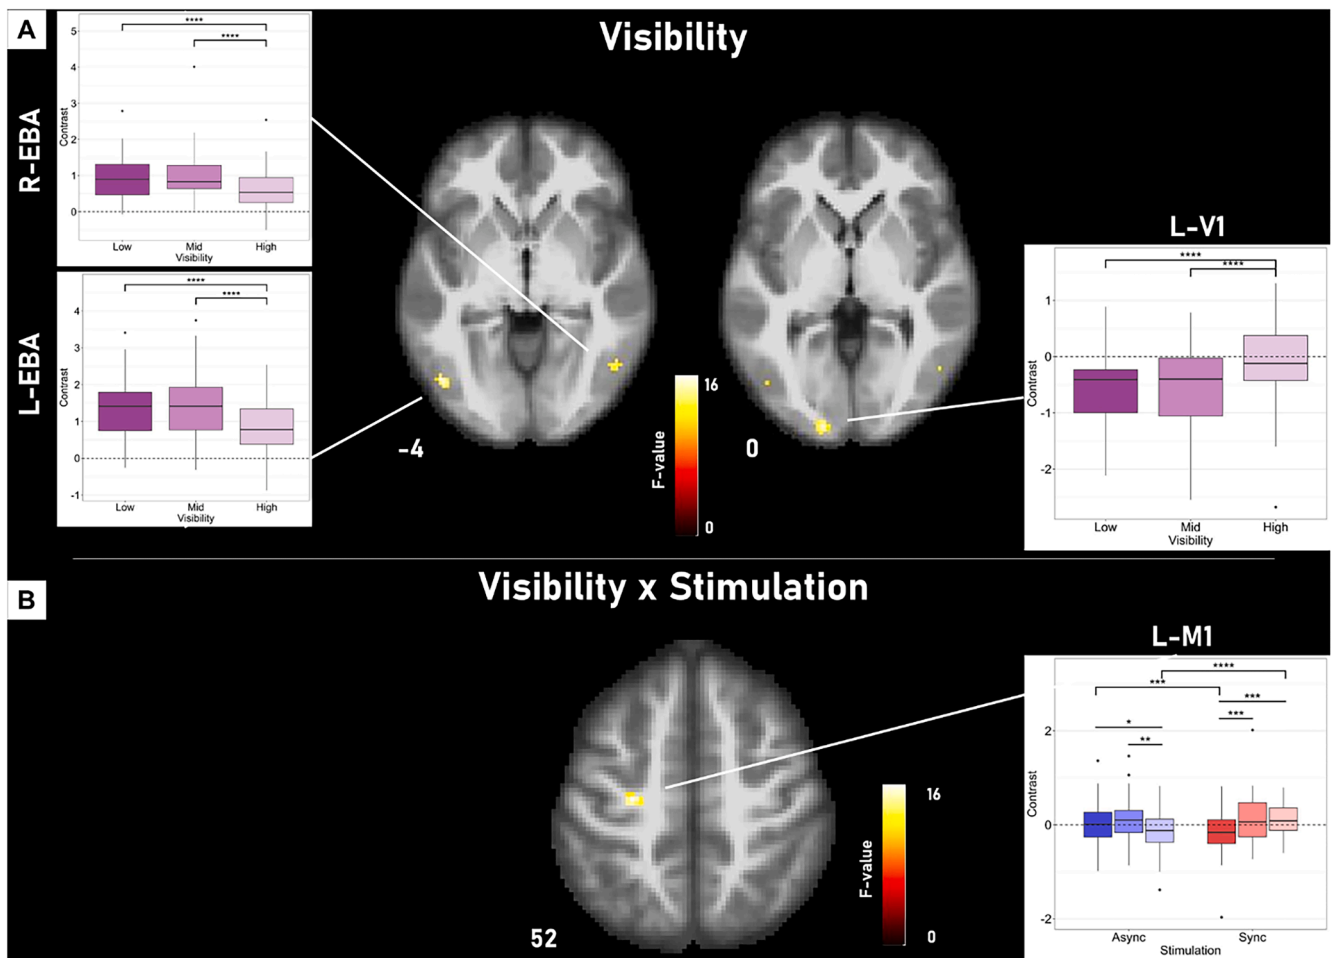 A
Visibility
R-EBA
****
****
5
4
3
2
1
0
Contrast
Low
Mid
High
Visibility
L-EBA
****
****
4
3
2
1
0
-1
Contrast
Low
Mid
High
Visibility
-4
0
16
F-value
0
L-V1
****
****
1
0
-1
-2
Contrast
Low
Mid
High
Visibility
B
Visibility x Stimulation
52
16
F-value
0
L-M1
****
***
***
***
*
**
2
0
-2
Contrast
Async
Sync
Stimulation